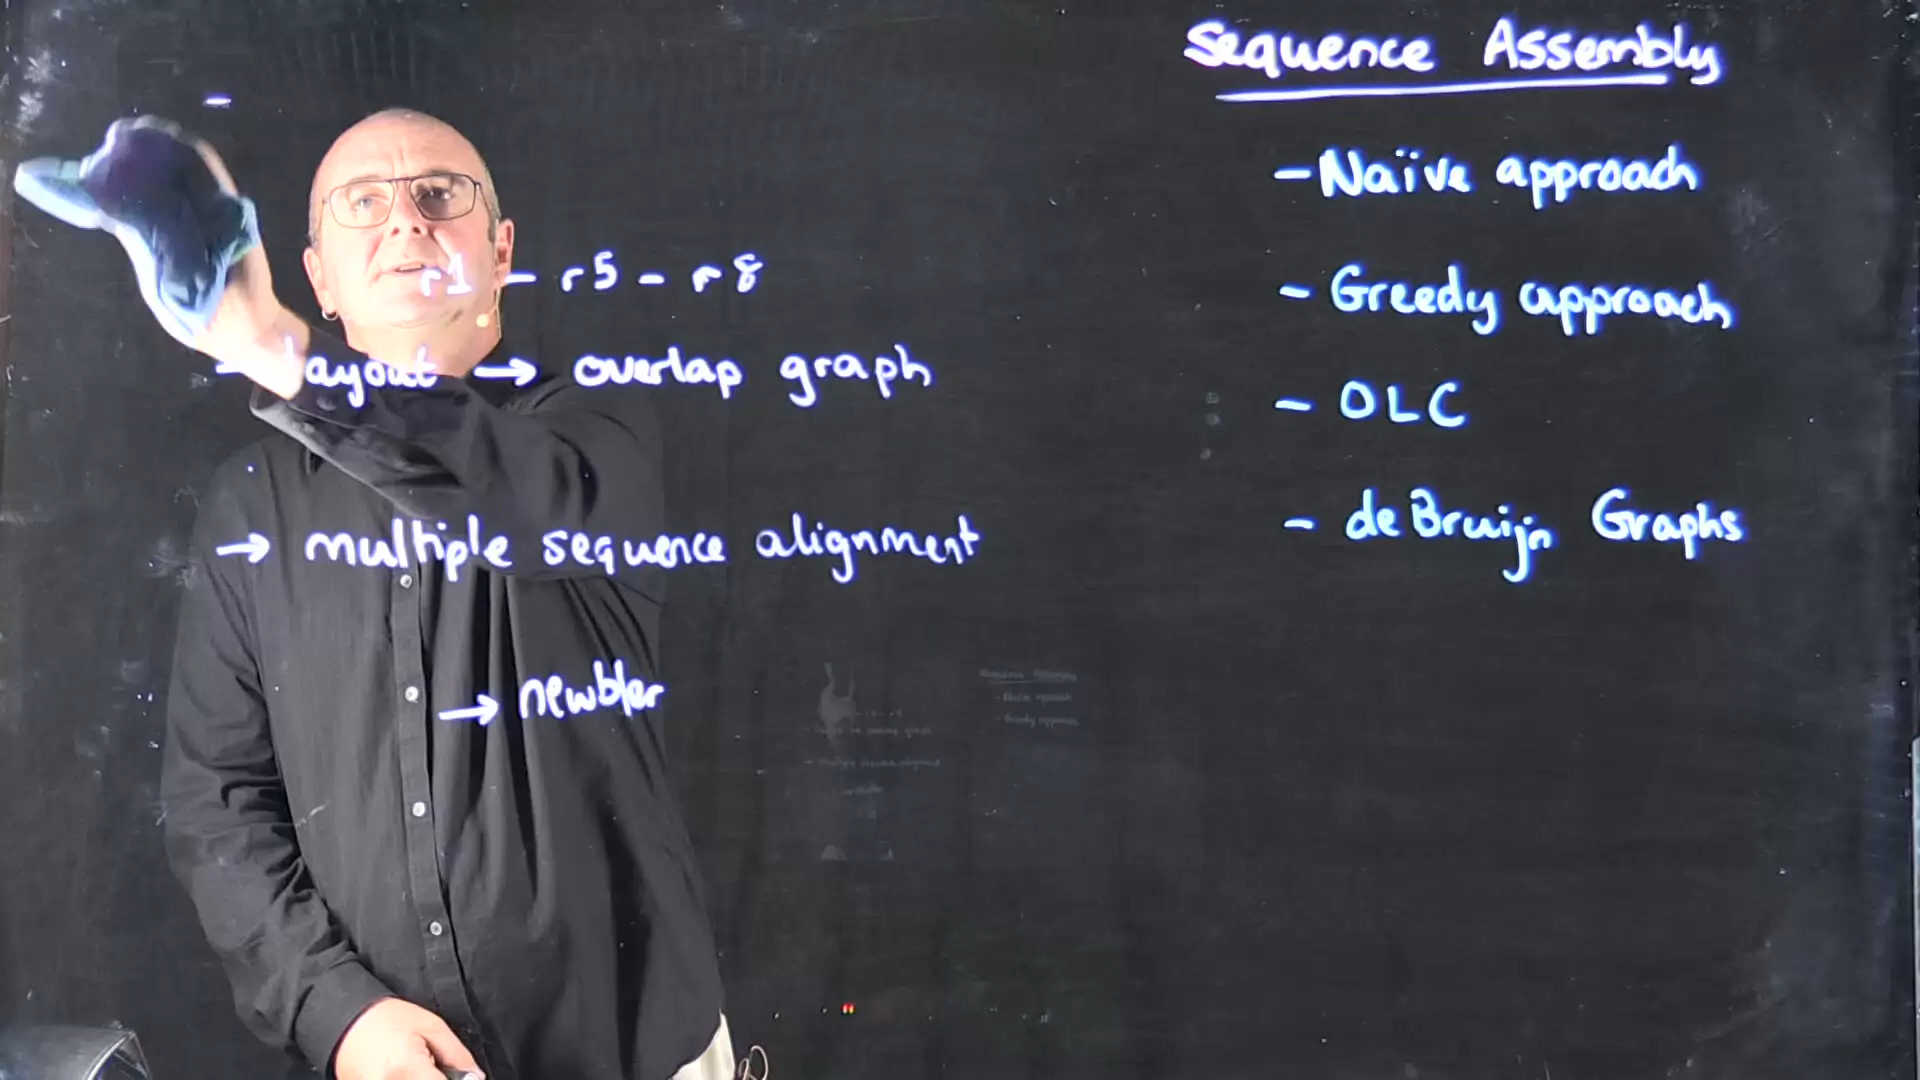 Sequence Assembly
- Naïve approach
- Greedy approach
- OLC
- de Bruijn Graphs
r1 - r5 - r8
- layout → overlap graph
→ multiple sequence alignment
→ newbler